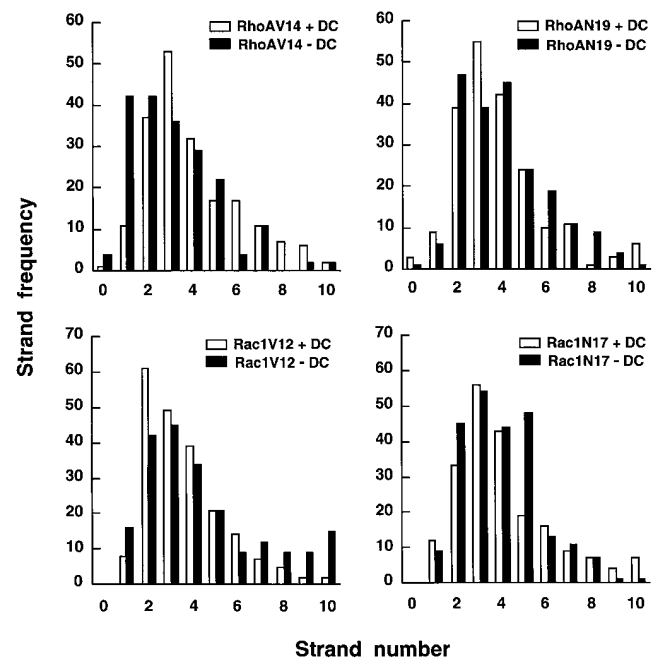 RhoAV14 + DC
RhoAV14 - DC
60
50
40
30
20
10
0
0 2 4 6 8 10
RhoAN19 + DC
RhoAN19 - DC
60
50
40
30
20
10
0
0 2 4 6 8 10
Strand frequency
Rac1V12 + DC
Rac1V12 - DC
70
60
50
40
30
20
10
0
0 2 4 6 8 10
Rac1N17 + DC
Rac1N17 - DC
70
60
50
40
30
20
10
0
0 2 4 6 8 10
Strand number